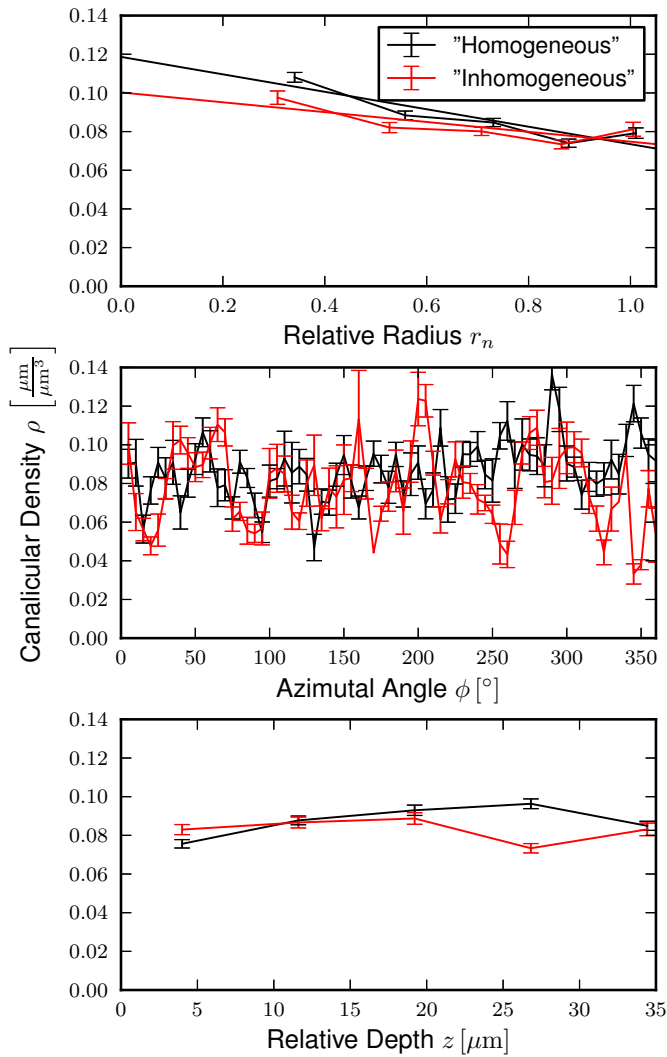 0.14
0.12
0.10
0.08
0.06
0.04
0.02
0.00
"Homogeneous"
"Inhomogeneous"
0.0 0.2 0.4 0.6 0.8 1.0
Relative Radius r_n
Canalicular Density ρ [μm/μm³]
0.14
0.12
0.10
0.08
0.06
0.04
0.02
0.00
0 50 100 150 200 250 300 350
Azimutal Angle ϕ [°]
0.14
0.12
0.10
0.08
0.06
0.04
0.02
0.00
0 5 10 15 20 25 30 35
Relative Depth z [μm]